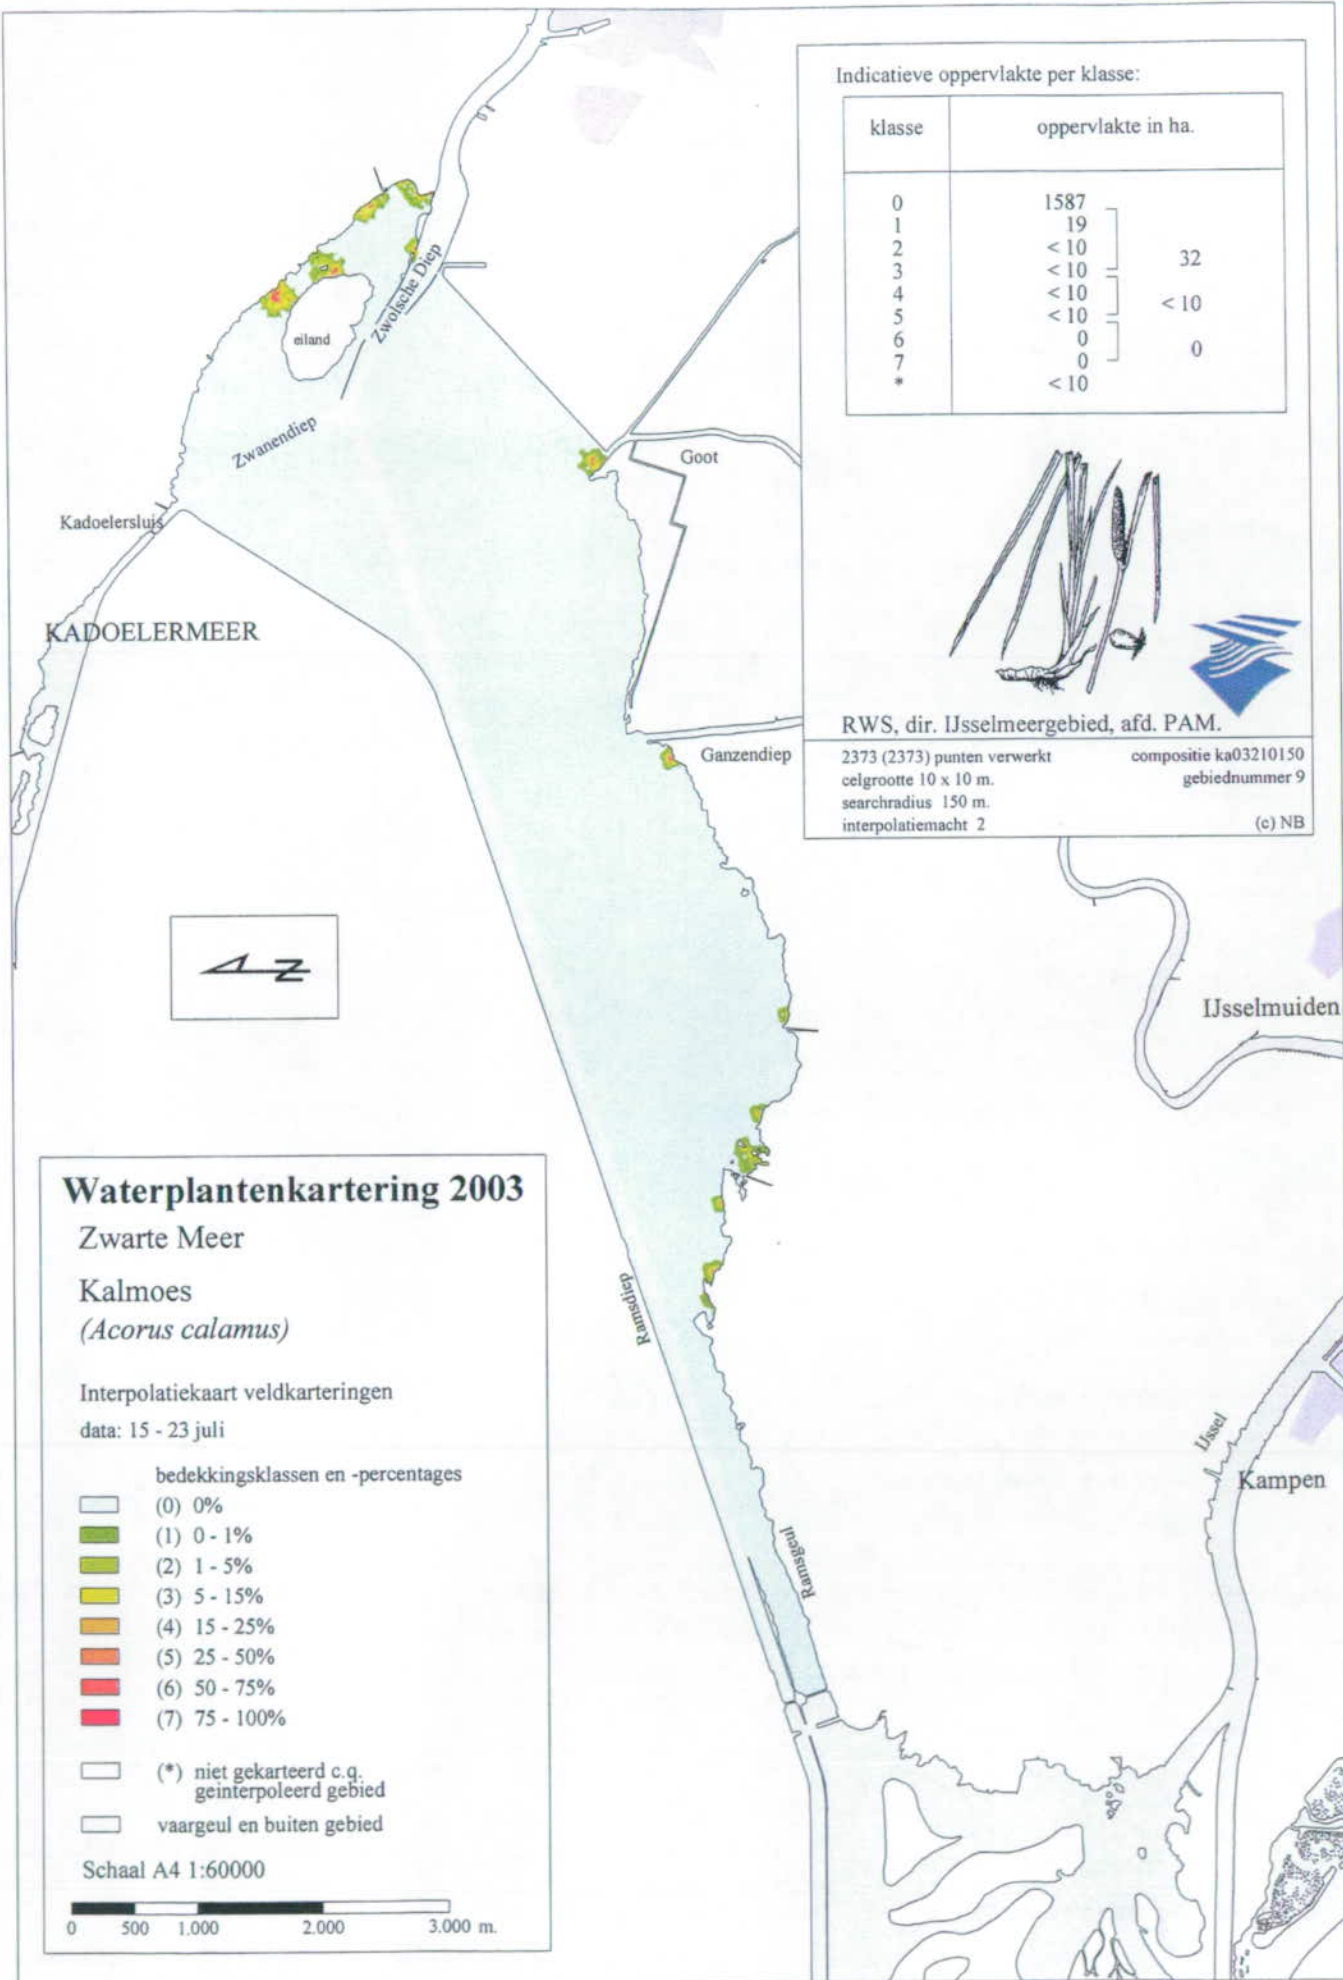 Indicatieve oppervlakte per klasse:
klasse oppervlakte in ha.
0 1587
1 19
2 < 10
3 < 10
32
4 < 10
5 < 10
< 10
6 0
7 0
0
* < 10
RWS, dir. IJsselmeergebied, afd. PAM.
2373 (2373) punten verwerkt compositie ka03210150
celgrootte 10 x 10 m. gebiednummer 9
searchradius 150 m.
interpolatiemacht 2 (c) NB
Zwolsche Diep
eiland
Zwanendiep
Goot
Kadoelersluis
KADOELERMEER
Ganzendiep
Z
IJsselmuiden
Ramsdiep
Ramsgeul
IJssel
Kampen
Waterplantenkartering 2003
Zwarte Meer
Kalmoes
(Acorus calamus)
Interpolatiekaart veldkarteringen
data: 15 - 23 juli
bedekkingsklassen en -percentages
(0) 0%
(1) 0 - 1%
(2) 1 - 5%
(3) 5 - 15%
(4) 15 - 25%
(5) 25 - 50%
(6) 50 - 75%
(7) 75 - 100%
(*) niet gekarteerd c.q.
geinterpoleerd gebied
vaargeul en buiten gebied
Schaal A4 1:60000
0 500 1.000 2.000 3.000 m.